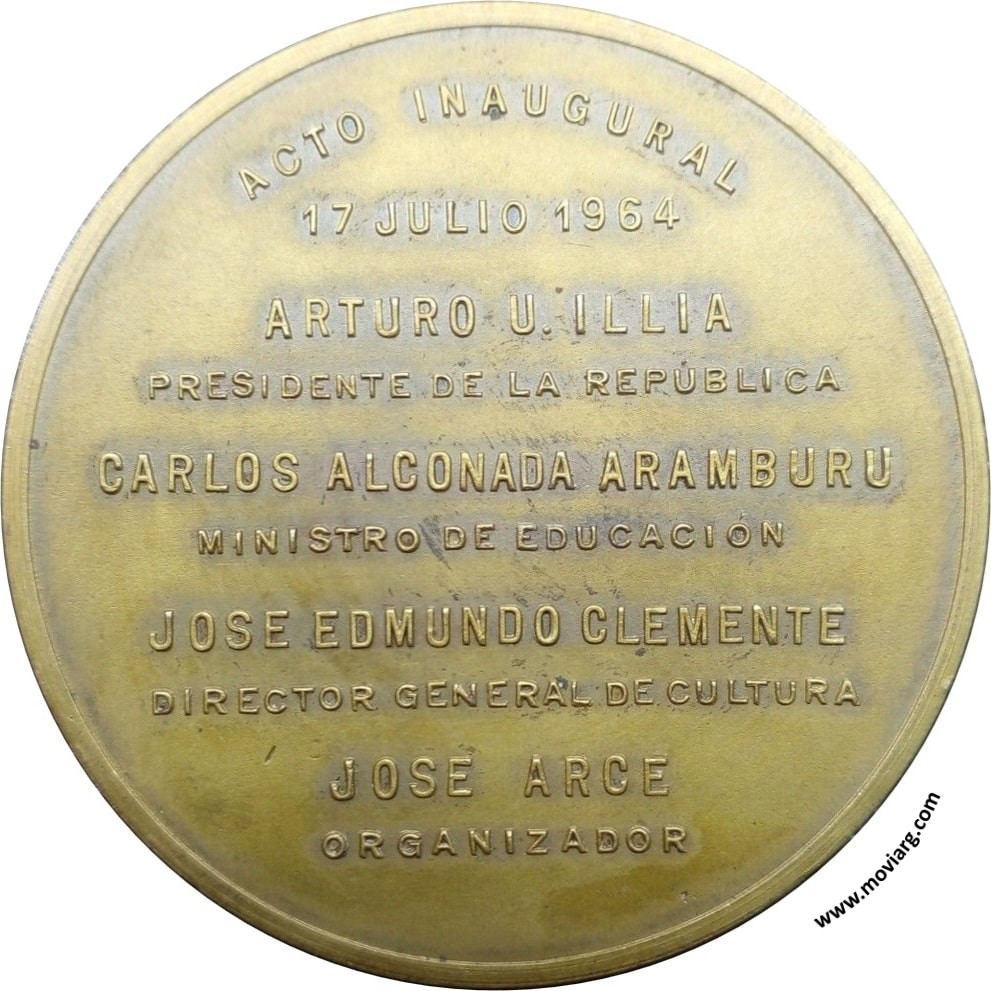 ACTO INAUGURAL
17 JULIO 1964
ARTURO U. ILLIA
PRESIDENTE DE LA REPÚBLICA
CARLOS ALCONADA ARAMBURU
MINISTRO DE EDUCACIÓN
JOSE EDMUNDO CLEMENTE
DIRECTOR GENERAL DE CULTURA
JOSE ARCE
ORGANIZADOR
www.moviarg.com